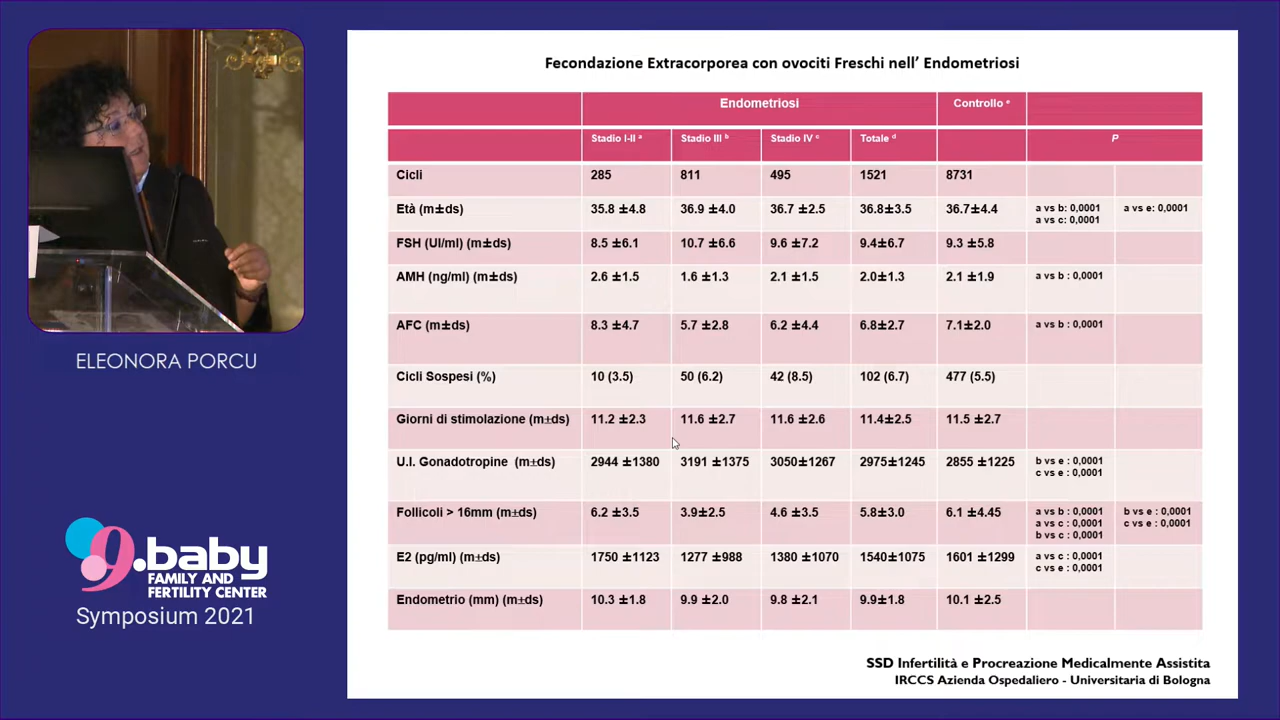 Fecondazione Extracorporea con ovociti Freschi nell’ Endometriosi
Endometriosi Controllo e
Stadio I-II a Stadio III b Stadio IV c Totale d P
Cicli 285 811 495 1521 8731
Età (m±ds) 35.8 ±4.8 36.9 ±4.0 36.7 ±2.5 36.8±3.5 36.7±4.4 a vs b: 0,0001 a vs e: 0,0001
a vs c: 0,0001
FSH (UI/ml) (m±ds) 8.5 ±6.1 10.7 ±6.6 9.6 ±7.2 9.4±6.7 9.3 ±5.8
AMH (ng/ml) (m±ds) 2.6 ±1.5 1.6 ±1.3 2.1 ±1.5 2.0±1.3 2.1 ±1.9 a vs b : 0,0001
AFC (m±ds) 8.3 ±4.7 5.7 ±2.8 6.2 ±4.4 6.8±2.7 7.1±2.0 a vs b : 0,0001
Cicli Sospesi (%) 10 (3.5) 50 (6.2) 42 (8.5) 102 (6.7) 477 (5.5)
Giorni di stimolazione (m±ds) 11.2 ±2.3 11.6 ±2.7 11.6 ±2.6 11.4±2.5 11.5 ±2.7
U.I. Gonadotropine (m±ds) 2944 ±1380 3191 ±1375 3050±1267 2975±1245 2855 ±1225 b vs e : 0,0001
c vs e : 0,0001
Follicoli > 16mm (m±ds) 6.2 ±3.5 3.9±2.5 4.6 ±3.5 5.8±3.0 6.1 ±4.45 a vs b : 0,0001 b vs e : 0,0001
a vs c : 0,0001 c vs e : 0,0001
b vs c : 0,0001
E2 (pg/ml) (m±ds) 1750 ±1123 1277 ±988 1380 ±1070 1540±1075 1601 ±1299 a vs c : 0,0001
c vs e : 0,0001
Endometrio (mm) (m±ds) 10.3 ±1.8 9.9 ±2.0 9.8 ±2.1 9.9±1.8 10.1 ±2.5
SSD Infertilità e Procreazione Medicalmente Assistita
IRCCS Azienda Ospedaliero - Universitaria di Bologna
ELEONORA PORCU
9.baby
FAMILY AND
FERTILITY CENTER
Symposium 2021